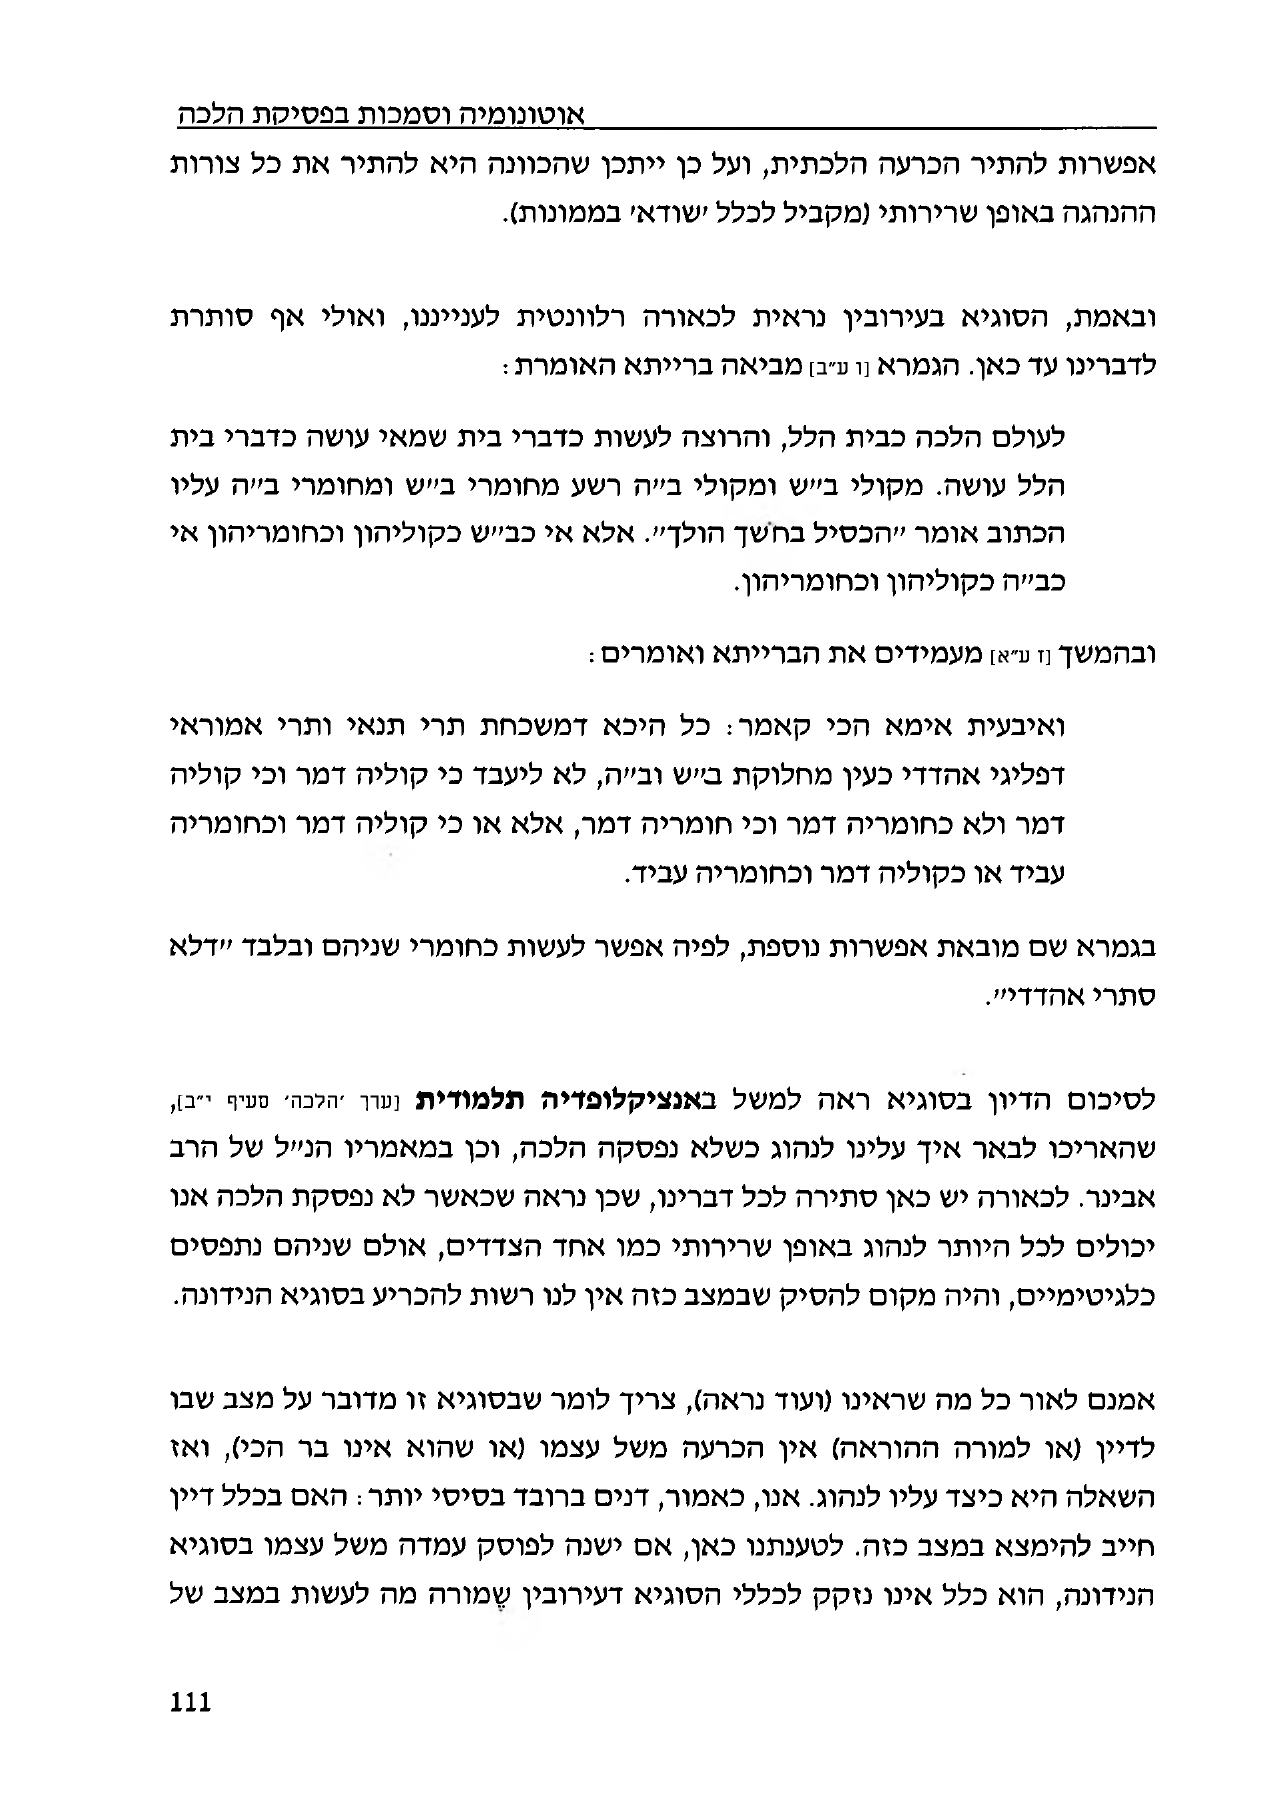 אוטונומיה וסמכות בפסיקת הלכה
אפשרות להתיר הכרעה הלכתית, ועל כן ייתכן שהכוונה היא להתיר את כל צורות
ההנהגה באופן שרירותי (מקביל לכלל 'שודא' בממונות).
ובאמת, הסוגיא בעירובין נראית לכאורה רלוונטית לענייננו, ואולי אף סותרת
לדברינו עד כאן. הגמרא [ו ע"ב] מביאה ברייתא האומרת:
לעולם הלכה כבית הלל, והרוצה לעשות כדברי בית שמאי עושה כדברי בית
הלל עושה. מקולי ב"ש ומקולי ב"ה רשע מחומרי ב"ש ומחומרי ב"ה עליו
הכתוב אומר "הכסיל בחשך הולך". אלא אי כב"ש כקוליהון וכחומריהון אי
כב"ה כקוליהון וכחומריהון.
ובהמשך [ז ע"א] מעמידים את הברייתא ואומרים:
ואיבעית אימא הכי קאמר: כל היכא דמשכחת תרי תנאי ותרי אמוראי
דפליגי אהדדי כעין מחלוקת ב"ש וב"ה, לא ליעבד כי קוליה דמר וכי קוליה
דמר ולא כחומריה דמר וכי חומריה דמר, אלא או כי קוליה דמר וכחומריה
עביד או כקוליה דמר וכחומריה עביד.
בגמרא שם מובאת אפשרות נוספת, לפיה אפשר לעשות כחומרי שניהם ובלבד "דלא
סתרי אהדדי".
לסיכום הדיון בסוגיא ראה למשל באנציקלופדיה תלמודית [ערך 'הלכה' סעיף י"ב],
שהאריכו לבאר איך עלינו לנהוג כשלא נפסקה הלכה, וכן במאמריו הנ"ל של הרב
אבינר. לכאורה יש כאן סתירה לכל דברינו, שכן נראה שכאשר לא נפסקת הלכה אנו
יכולים לכל היותר לנהוג באופן שרירותי כמו אחד הצדדים, אולם שניהם נתפסים
כלגיטימיים, והיה מקום להסיק שבמצב כזה אין לנו רשות להכריע בסוגיא הנידונה.
אמנם לאור כל מה שראינו (ועוד נראה), צריך לומר שבסוגיא זו מדובר על מצב שבו
לדיין (או למורה ההוראה) אין הכרעה משל עצמו (או שהוא אינו בר הכי), ואז
השאלה היא כיצד עליו לנהוג. אנו, כאמור, דנים ברובד בסיסי יותר: האם בכלל דיין
חייב להימצא במצב כזה. לטענתנו כאן, אם ישנה לפוסק עמדה משל עצמו בסוגיא
הנידונה, הוא כלל אינו נזקק לכללי הסוגיא דעירובין שֶמורה מה לעשות במצב של
111